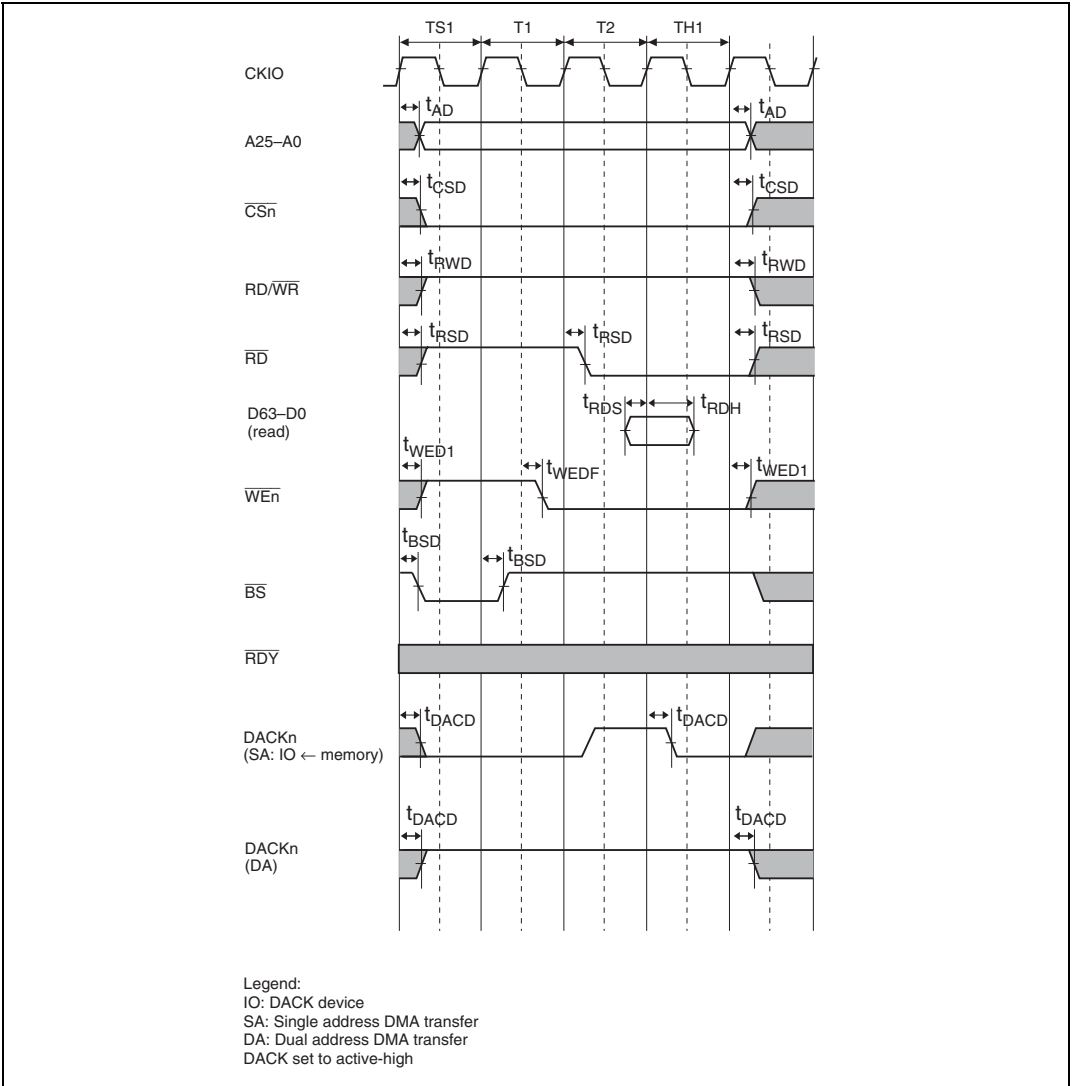 TS1 T1 T2 TH1
CKIO
tAD tAD
A25–A0
tCSD tCSD
CSn
tRWD tRWD
RD/WR
tRSD tRSD tRSD
RD
tRDS tRDH
D63–D0
(read)
tWED1 tWEDF tWED1
WEn
tBSD tBSD
BS
RDY
tDACD tDACD
DACKn
(SA: IO ← memory)
tDACD tDACD
DACKn
(DA)
Legend:
IO: DACK device
SA: Single address DMA transfer
DA: Dual address DMA transfer
DACK set to active-high